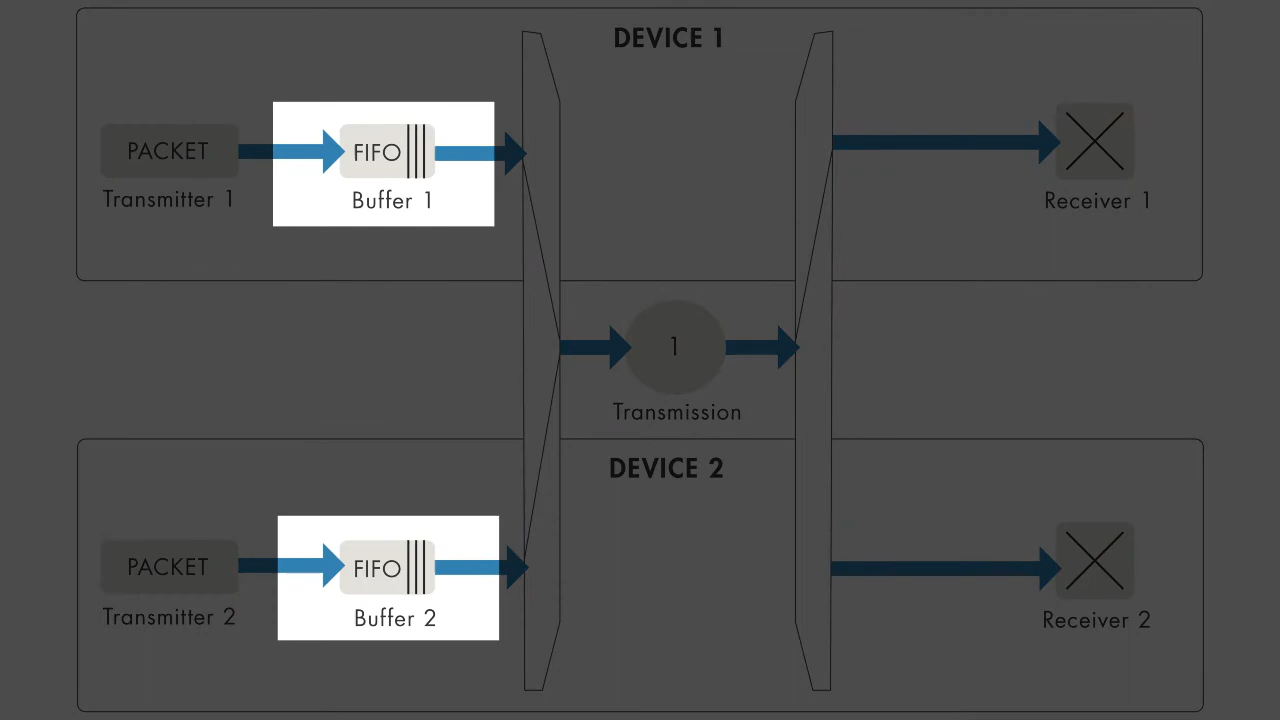 DEVICE 1
PACKET
Transmitter 1
FIFO
Buffer 1
Receiver 1
1
Transmission
DEVICE 2
PACKET
Transmitter 2
FIFO
Buffer 2
Receiver 2